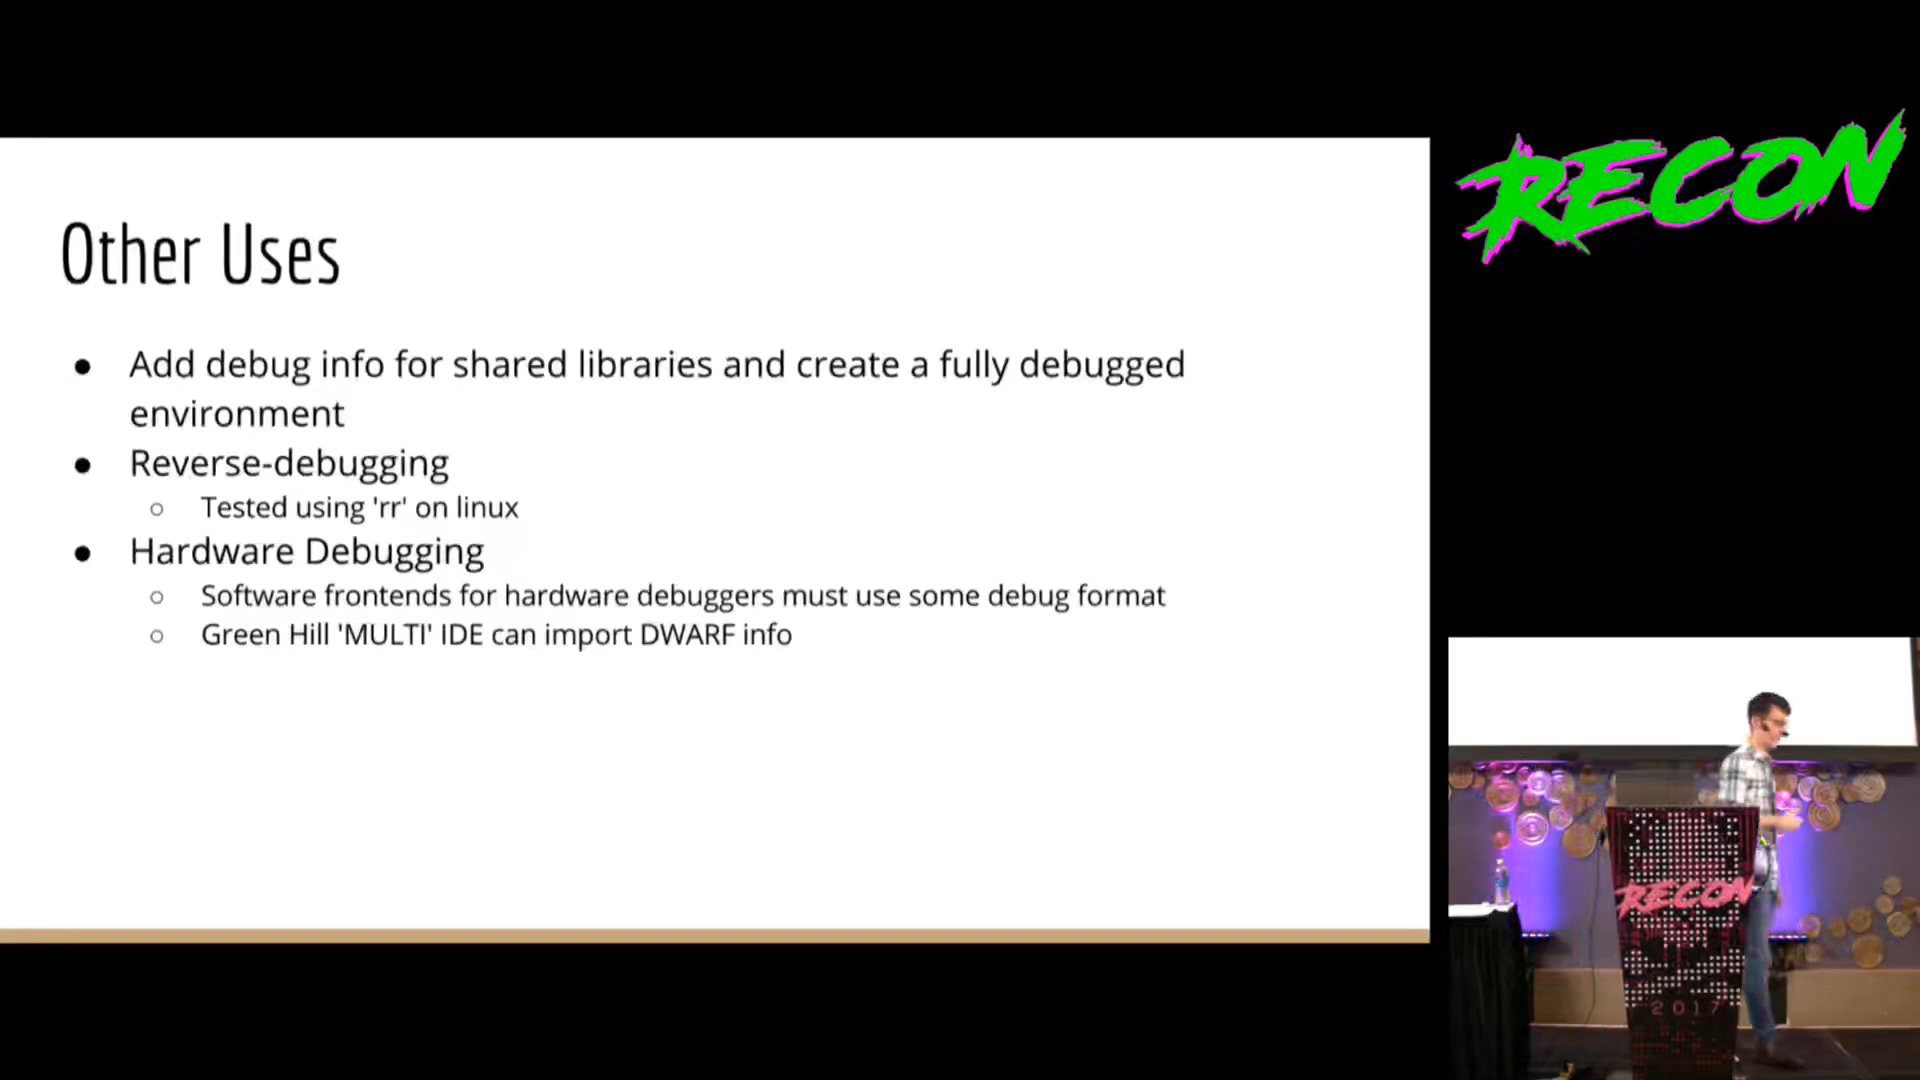 RECON
Other Uses
● Add debug info for shared libraries and create a fully debugged
environment
● Reverse-debugging
○ Tested using 'rr' on linux
● Hardware Debugging
○ Software frontends for hardware debuggers must use some debug format
○ Green Hill 'MULTI' IDE can import DWARF info
RECON
2017